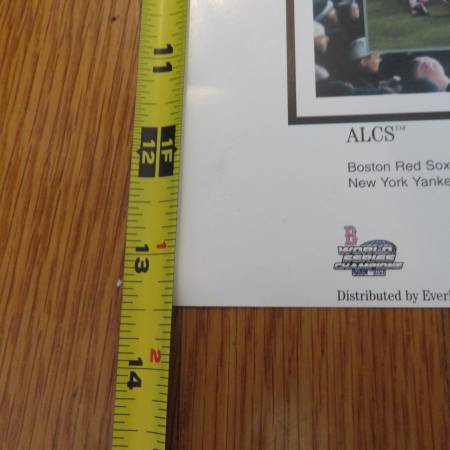 11
1F
12
1
13
2
14
ALCS™
Boston Red Sox
New York Yanke
B
WORLD
SERIES
CHAMPIONS
Distributed by Ever